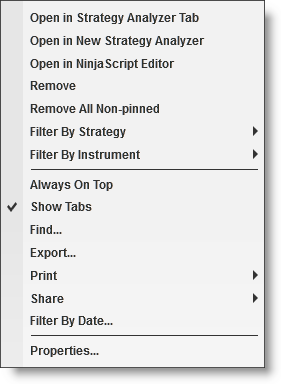 Open in Strategy Analyzer Tab
Open in New Strategy Analyzer
Open in NinjaScript Editor
Remove
Remove All Non-pinned
Filter By Strategy
Filter By Instrument
Always On Top
Show Tabs
Find...
Export...
Print
Share
Filter By Date...
Properties...